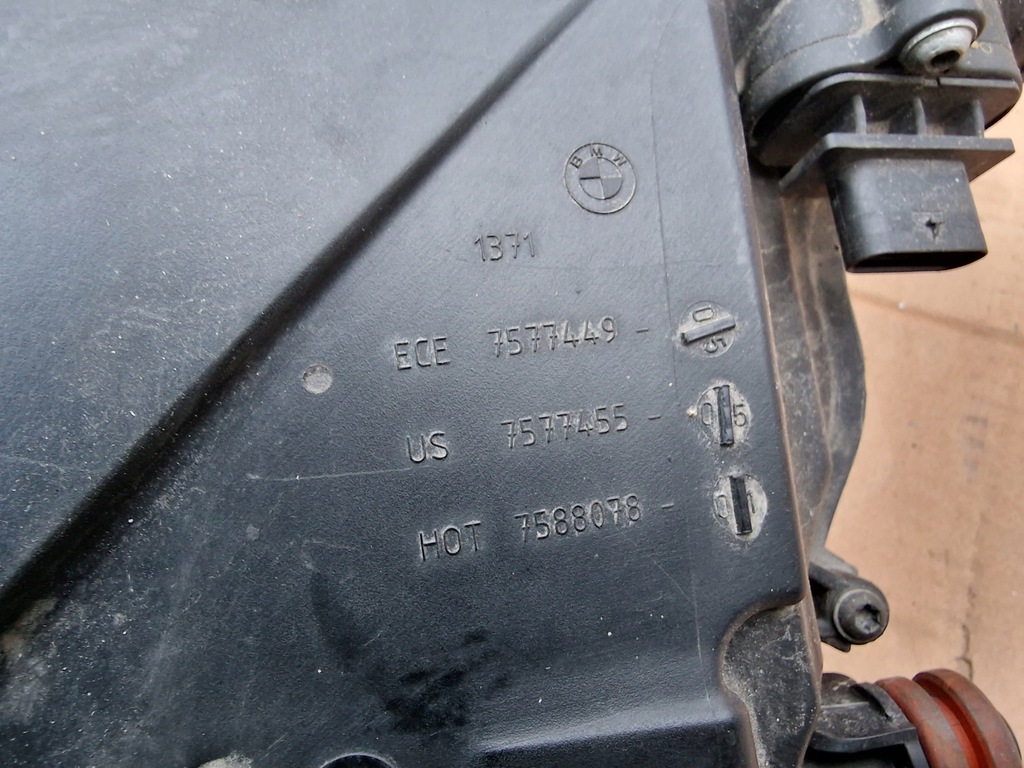 BMW
1371
ECE 7577449 - 05
US 7577455 - 05
HOT 7588078 - 01